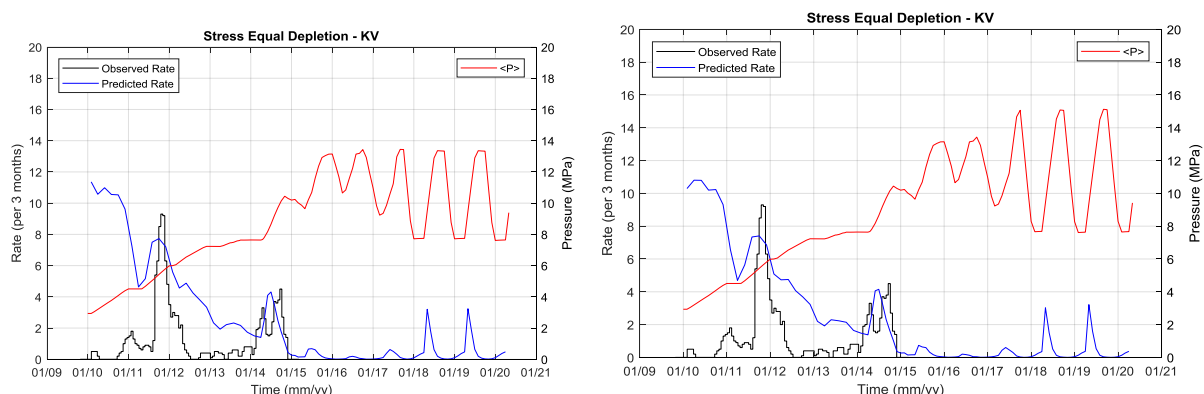 Stress Equal Depletion - KV
Observed Rate
Predicted Rate
<P>
20
18
16
14
12
10
8
6
4
2
0
Rate (per 3 months)
20
18
16
14
12
10
8
6
4
2
0
Pressure (MPa)
01/09 01/10 01/11 01/12 01/13 01/14 01/15 01/16 01/17 01/18 01/19 01/20 01/21
Time (mm/yy)
Stress Equal Depletion - KV
Observed Rate
Predicted Rate
<P>
20
18
16
14
12
10
8
6
4
2
0
Rate (per 3 months)
20
18
16
14
12
10
8
6
4
2
0
Pressure (MPa)
01/09 01/10 01/11 01/12 01/13 01/14 01/15 01/16 01/17 01/18 01/19 01/20 01/21
Time (mm/yy)